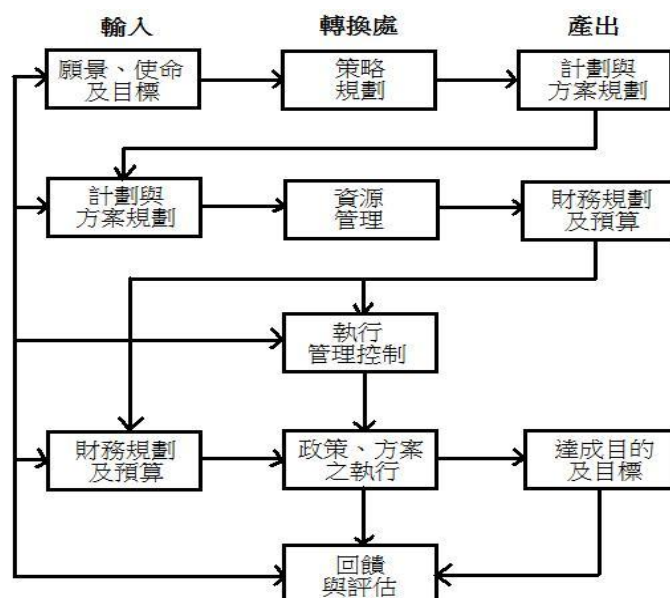 輸入
轉換處
產出
願景、使命
及目標
策略
規劃
計劃與
方案規劃
計劃與
方案規劃
資源
管理
財務規劃
及預算
執行
管理控制
財務規劃
及預算
政策、方案
之執行
達成目的
及目標
回饋
與評估